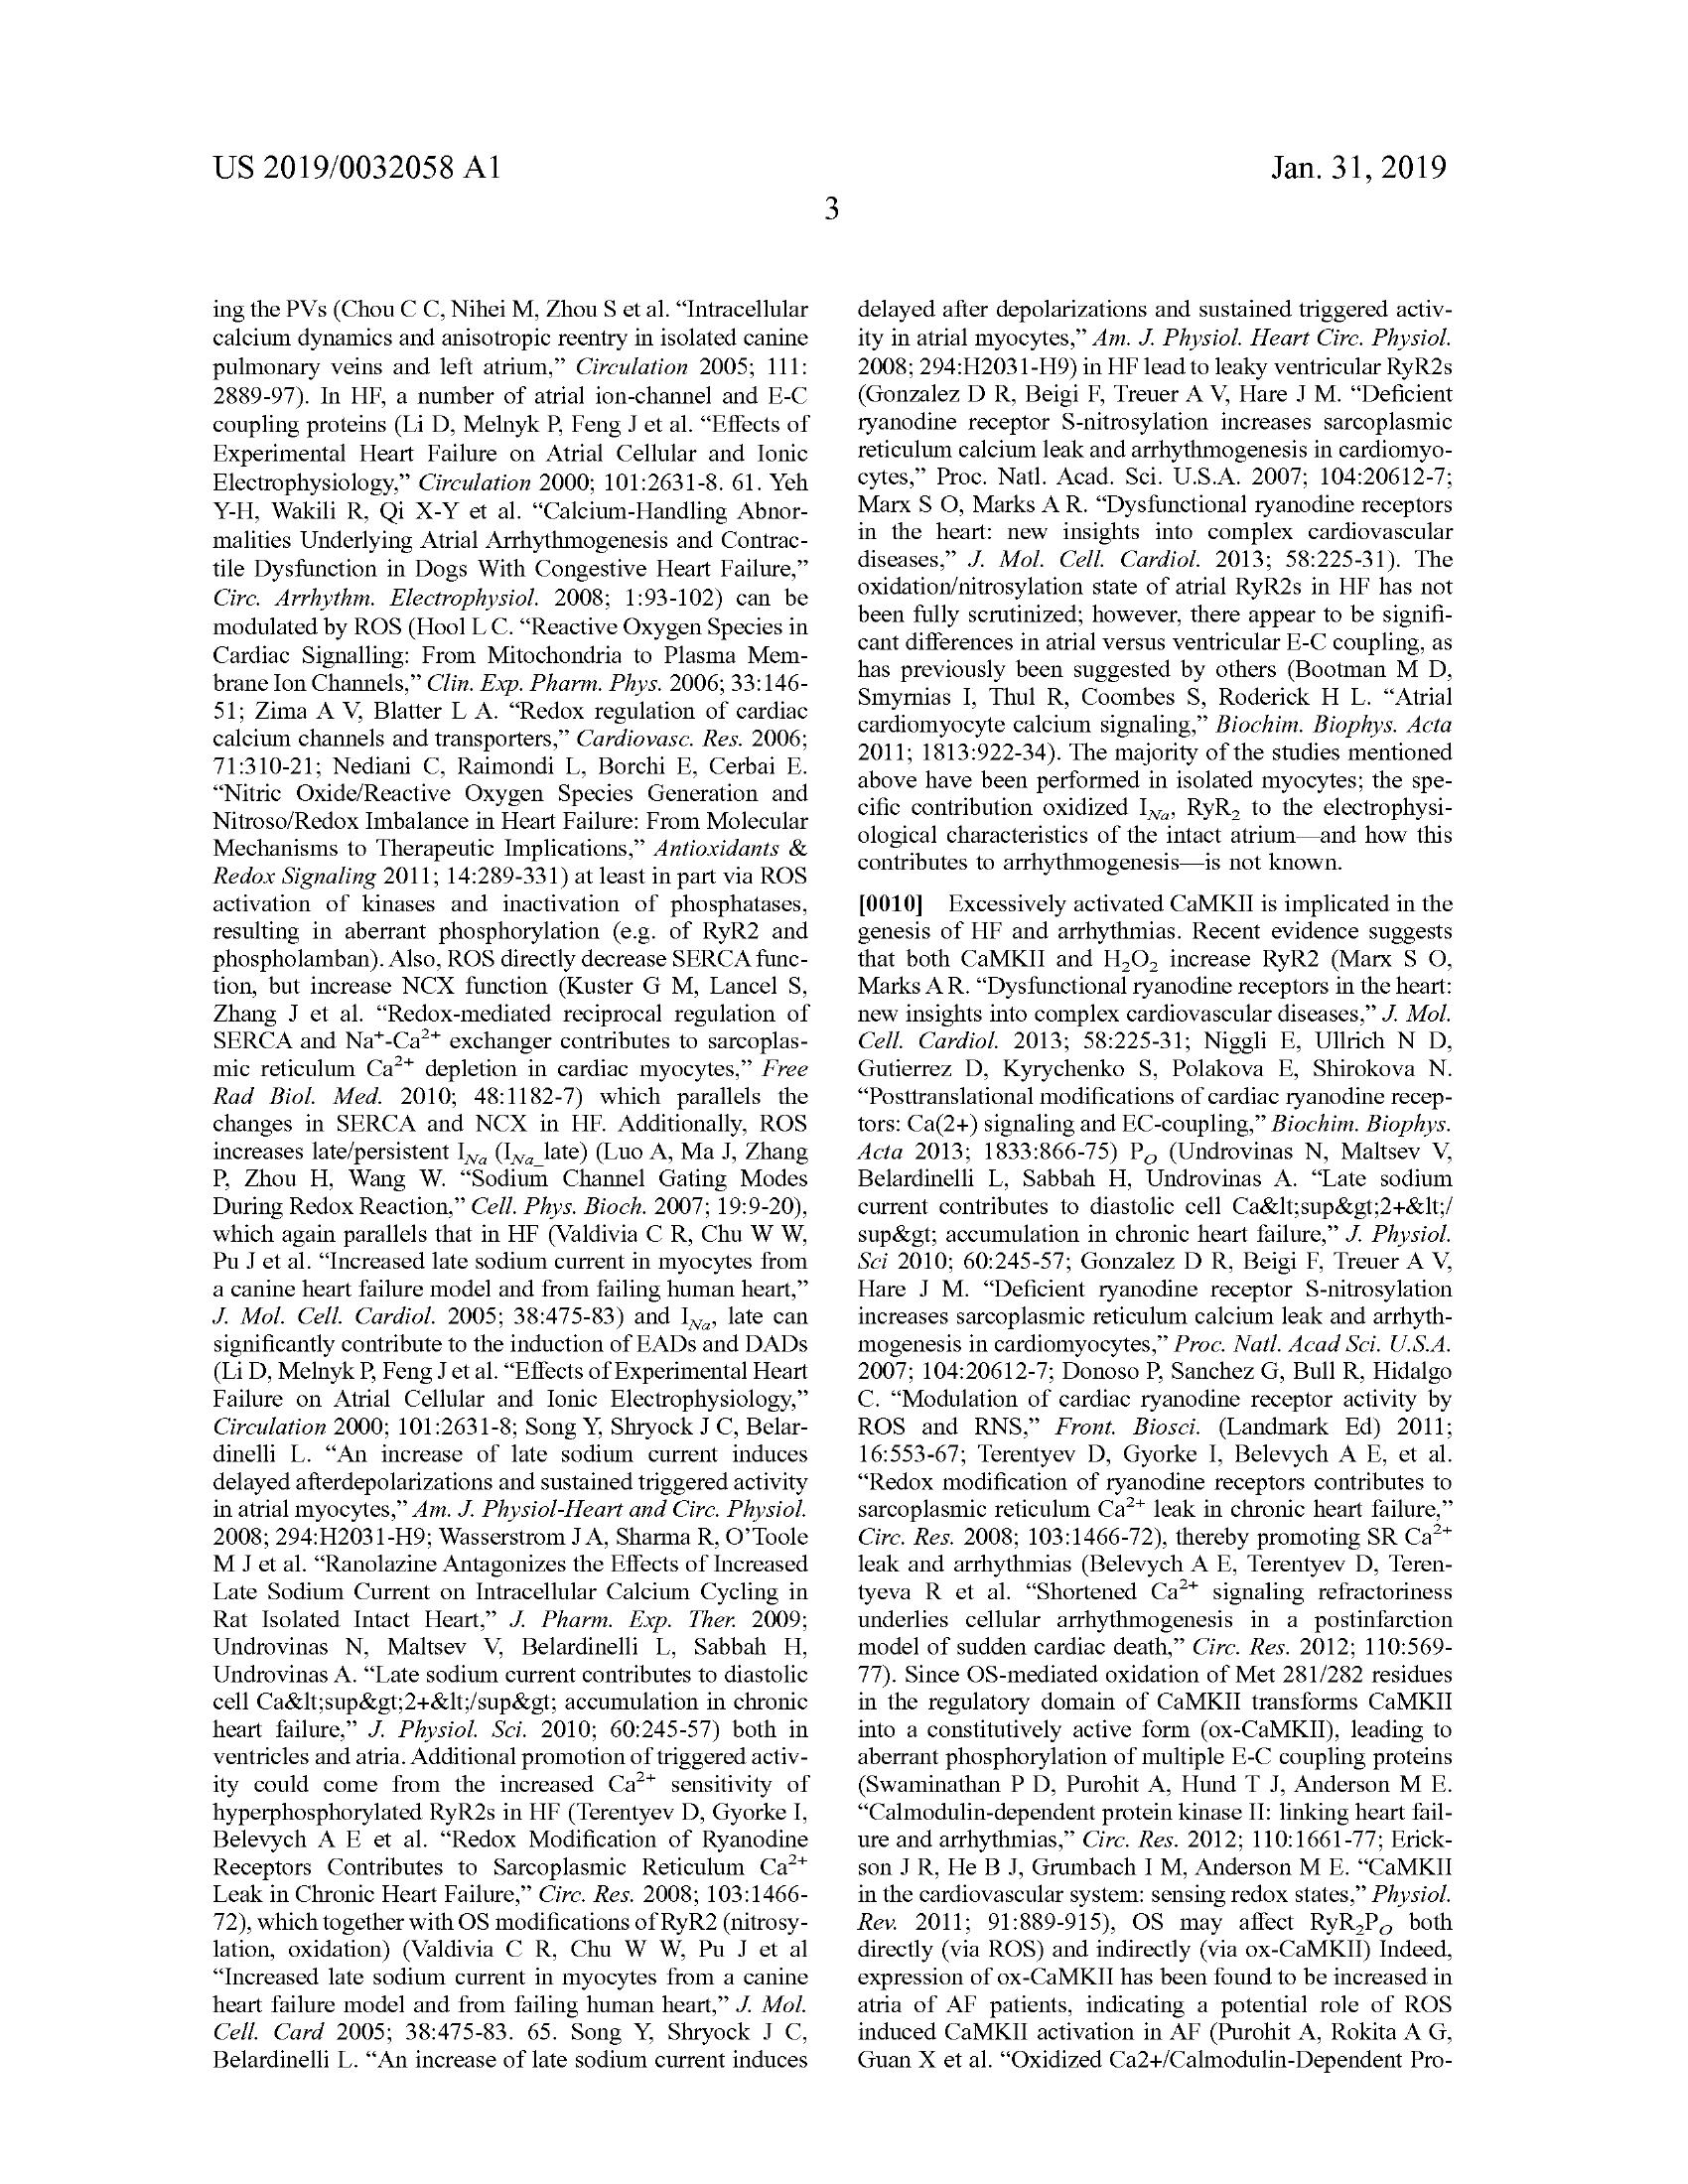 US 2019/0032058 A1
Jan. 31, 2019
3
ing the PVs (Chou C C, Nihei M, Zhou S et al. “Intracellular
calcium dynamics and anisotropic reentry in isolated canine
pulmonary veins and left atrium,” Circulation 2005; 111:
2889-97). In HF, a number of atrial ion-channel and E-C
coupling proteins (Li D, Melnyk P, Feng J et al. “Effects of
Experimental Heart Failure on Atrial Cellular and Ionic
Electrophysiology,” Circulation 2000; 101:2631-8. 61. Yeh
Y-H, Wakili R, Qi X-Y et al. “Calcium-Handling Abnor-
malities Underlying Atrial Arrhythmogenesis and Contrac-
tile Dysfunction in Dogs With Congestive Heart Failure,”
Circ. Arrhythm. Electrophysiol. 2008; 1:93-102) can be
modulated by ROS (Hool L C. “Reactive Oxygen Species in
Cardiac Signalling: From Mitochondria to Plasma Mem-
brane Ion Channels,” Clin. Exp. Pharm. Phys. 2006; 33:146-
51; Zima A V, Blatter L A. “Redox regulation of cardiac
calcium channels and transporters,” Cardiovasc. Res. 2006;
71:310-21; Nediani C, Raimondi L, Borchi E, Cerbai E.
“Nitric Oxide/Reactive Oxygen Species Generation and
Nitroso/Redox Imbalance in Heart Failure: From Molecular
Mechanisms to Therapeutic Implications,” Antioxidants &
Redox Signaling 2011; 14:289-331) at least in part via ROS
activation of kinases and inactivation of phosphatases,
resulting in aberrant phosphorylation (e.g. of RyR2 and
phospholamban). Also, ROS directly decrease SERCA func-
tion, but increase NCX function (Kuster G M, Lancel S,
Zhang J et al. “Redox-mediated reciprocal regulation of
SERCA and Na⁺-Ca²⁺ exchanger contributes to sarcoplas-
mic reticulum Ca²⁺ depletion in cardiac myocytes,” Free
Rad Biol. Med. 2010; 48:1182-7) which parallels the
changes in SERCA and NCX in HF. Additionally, ROS
increases late/persistent I_Na (I_Na_late) (Luo A, Ma J, Zhang
P, Zhou H, Wang W. “Sodium Channel Gating Modes
During Redox Reaction,” Cell. Phys. Bioch. 2007; 19:9-20),
which again parallels that in HF (Valdivia C R, Chu W W,
Pu J et al. “Increased late sodium current in myocytes from
a canine heart failure model and from failing human heart,”
J. Mol. Cell. Cardiol. 2005; 38:475-83) and I_Na, late can
significantly contribute to the induction of EADs and DADs
(Li D, Melnyk P, Feng J et al. “Effects of Experimental Heart
Failure on Atrial Cellular and Ionic Electrophysiology,”
Circulation 2000; 101:2631-8; Song Y, Shryock J C, Belar-
dinelli L. “An increase of late sodium current induces
delayed afterdepolarizations and sustained triggered activity
in atrial myocytes,” Am. J. Physiol-Heart and Circ. Physiol.
2008; 294:H2031-H9; Wasserstrom J A, Sharma R, O’Toole
M J et al. “Ranolazine Antagonizes the Effects of Increased
Late Sodium Current on Intracellular Calcium Cycling in
Rat Isolated Intact Heart,” J. Pharm. Exp. Ther. 2009;
Undrovinas N, Maltsev V, Belardinelli L, Sabbah H,
Undrovinas A. “Late sodium current contributes to diastolic
cell Ca&lt;sup&gt;2+&lt;/sup&gt; accumulation in chronic
heart failure,” J. Physiol. Sci. 2010; 60:245-57) both in
ventricles and atria. Additional promotion of triggered activ-
ity could come from the increased Ca²⁺ sensitivity of
hyperphosphorylated RyR2s in HF (Terentyev D, Gyorke I,
Belevych A E et al. “Redox Modification of Ryanodine
Receptors Contributes to Sarcoplasmic Reticulum Ca²⁺
Leak in Chronic Heart Failure,” Circ. Res. 2008; 103:1466-
72), which together with OS modifications of RyR2 (nitrosy-
lation, oxidation) (Valdivia C R, Chu W W, Pu J et al
“Increased late sodium current in myocytes from a canine
heart failure model and from failing human heart,” J. Mol.
Cell. Card 2005; 38:475-83. 65. Song Y, Shryock J C,
Belardinelli L. “An increase of late sodium current induces
delayed after depolarizations and sustained triggered activ-
ity in atrial myocytes,” Am. J. Physiol. Heart Circ. Physiol.
2008; 294:H2031-H9) in HF lead to leaky ventricular RyR2s
(Gonzalez D R, Beigi F, Treuer A V, Hare J M. “Deficient
ryanodine receptor S-nitrosylation increases sarcoplasmic
reticulum calcium leak and arrhythmogenesis in cardiomyo-
cytes,” Proc. Natl. Acad. Sci. U.S.A. 2007; 104:20612-7;
Marx S O, Marks A R. “Dysfunctional ryanodine receptors
in the heart: new insights into complex cardiovascular
diseases,” J. Mol. Cell. Cardiol. 2013; 58:225-31). The
oxidation/nitrosylation state of atrial RyR2s in HF has not
been fully scrutinized; however, there appear to be signifi-
cant differences in atrial versus ventricular E-C coupling, as
has previously been suggested by others (Bootman M D,
Smyrnias I, Thul R, Coombes S, Roderick H L. “Atrial
cardiomyocyte calcium signaling,” Biochim. Biophys. Acta
2011; 1813:922-34). The majority of the studies mentioned
above have been performed in isolated myocytes; the spe-
cific contribution oxidized I_Na, RyR₂ to the electrophysi-
ological characteristics of the intact atrium—and how this
contributes to arrhythmogenesis—is not known.
[0010] Excessively activated CaMKII is implicated in the
genesis of HF and arrhythmias. Recent evidence suggests
that both CaMKII and H₂O₂ increase RyR2 (Marx S O,
Marks A R. “Dysfunctional ryanodine receptors in the heart:
new insights into complex cardiovascular diseases,” J. Mol.
Cell. Cardiol. 2013; 58:225-31; Niggli E, Ullrich N D,
Gutierrez D, Kyrychenko S, Polakova E, Shirokova N.
“Posttranslational modifications of cardiac ryanodine recep-
tors: Ca(2+) signaling and EC-coupling,” Biochim. Biophys.
Acta 2013; 1833:866-75) P_O (Undrovinas N, Maltsev V,
Belardinelli L, Sabbah H, Undrovinas A. “Late sodium
current contributes to diastolic cell Ca&lt;sup&gt;2+&lt;/
sup&gt; accumulation in chronic heart failure,” J. Physiol.
Sci 2010; 60:245-57; Gonzalez D R, Beigi F, Treuer A V,
Hare J M. “Deficient ryanodine receptor S-nitrosylation
increases sarcoplasmic reticulum calcium leak and arrhyth-
mogenesis in cardiomyocytes,” Proc. Natl. Acad Sci. U.S.A.
2007; 104:20612-7; Donoso P, Sanchez G, Bull R, Hidalgo
C. “Modulation of cardiac ryanodine receptor activity by
ROS and RNS,” Front. Biosci. (Landmark Ed) 2011;
16:553-67; Terentyev D, Gyorke I, Belevych A E, et al.
“Redox modification of ryanodine receptors contributes to
sarcoplasmic reticulum Ca²⁺ leak in chronic heart failure,”
Circ. Res. 2008; 103:1466-72), thereby promoting SR Ca²⁺
leak and arrhythmias (Belevych A E, Terentyev D, Teren-
tyeva R et al. “Shortened Ca²⁺ signaling refractoriness
underlies cellular arrhythmogenesis in a postinfarction
model of sudden cardiac death,” Circ. Res. 2012; 110:569-
77). Since OS-mediated oxidation of Met 281/282 residues
in the regulatory domain of CaMKII transforms CaMKII
into a constitutively active form (ox-CaMKII), leading to
aberrant phosphorylation of multiple E-C coupling proteins
(Swaminathan P D, Purohit A, Hund T J, Anderson M E.
“Calmodulin-dependent protein kinase II: linking heart fail-
ure and arrhythmias,” Circ. Res. 2012; 110:1661-77; Erick-
son J R, He B J, Grumbach I M, Anderson M E. “CaMKII
in the cardiovascular system: sensing redox states,” Physiol.
Rev. 2011; 91:889-915), OS may affect RyR₂P_O both
directly (via ROS) and indirectly (via ox-CaMKII) Indeed,
expression of ox-CaMKII has been found to be increased in
atria of AF patients, indicating a potential role of ROS
induced CaMKII activation in AF (Purohit A, Rokita A G,
Guan X et al. “Oxidized Ca2+/Calmodulin-Dependent Pro-